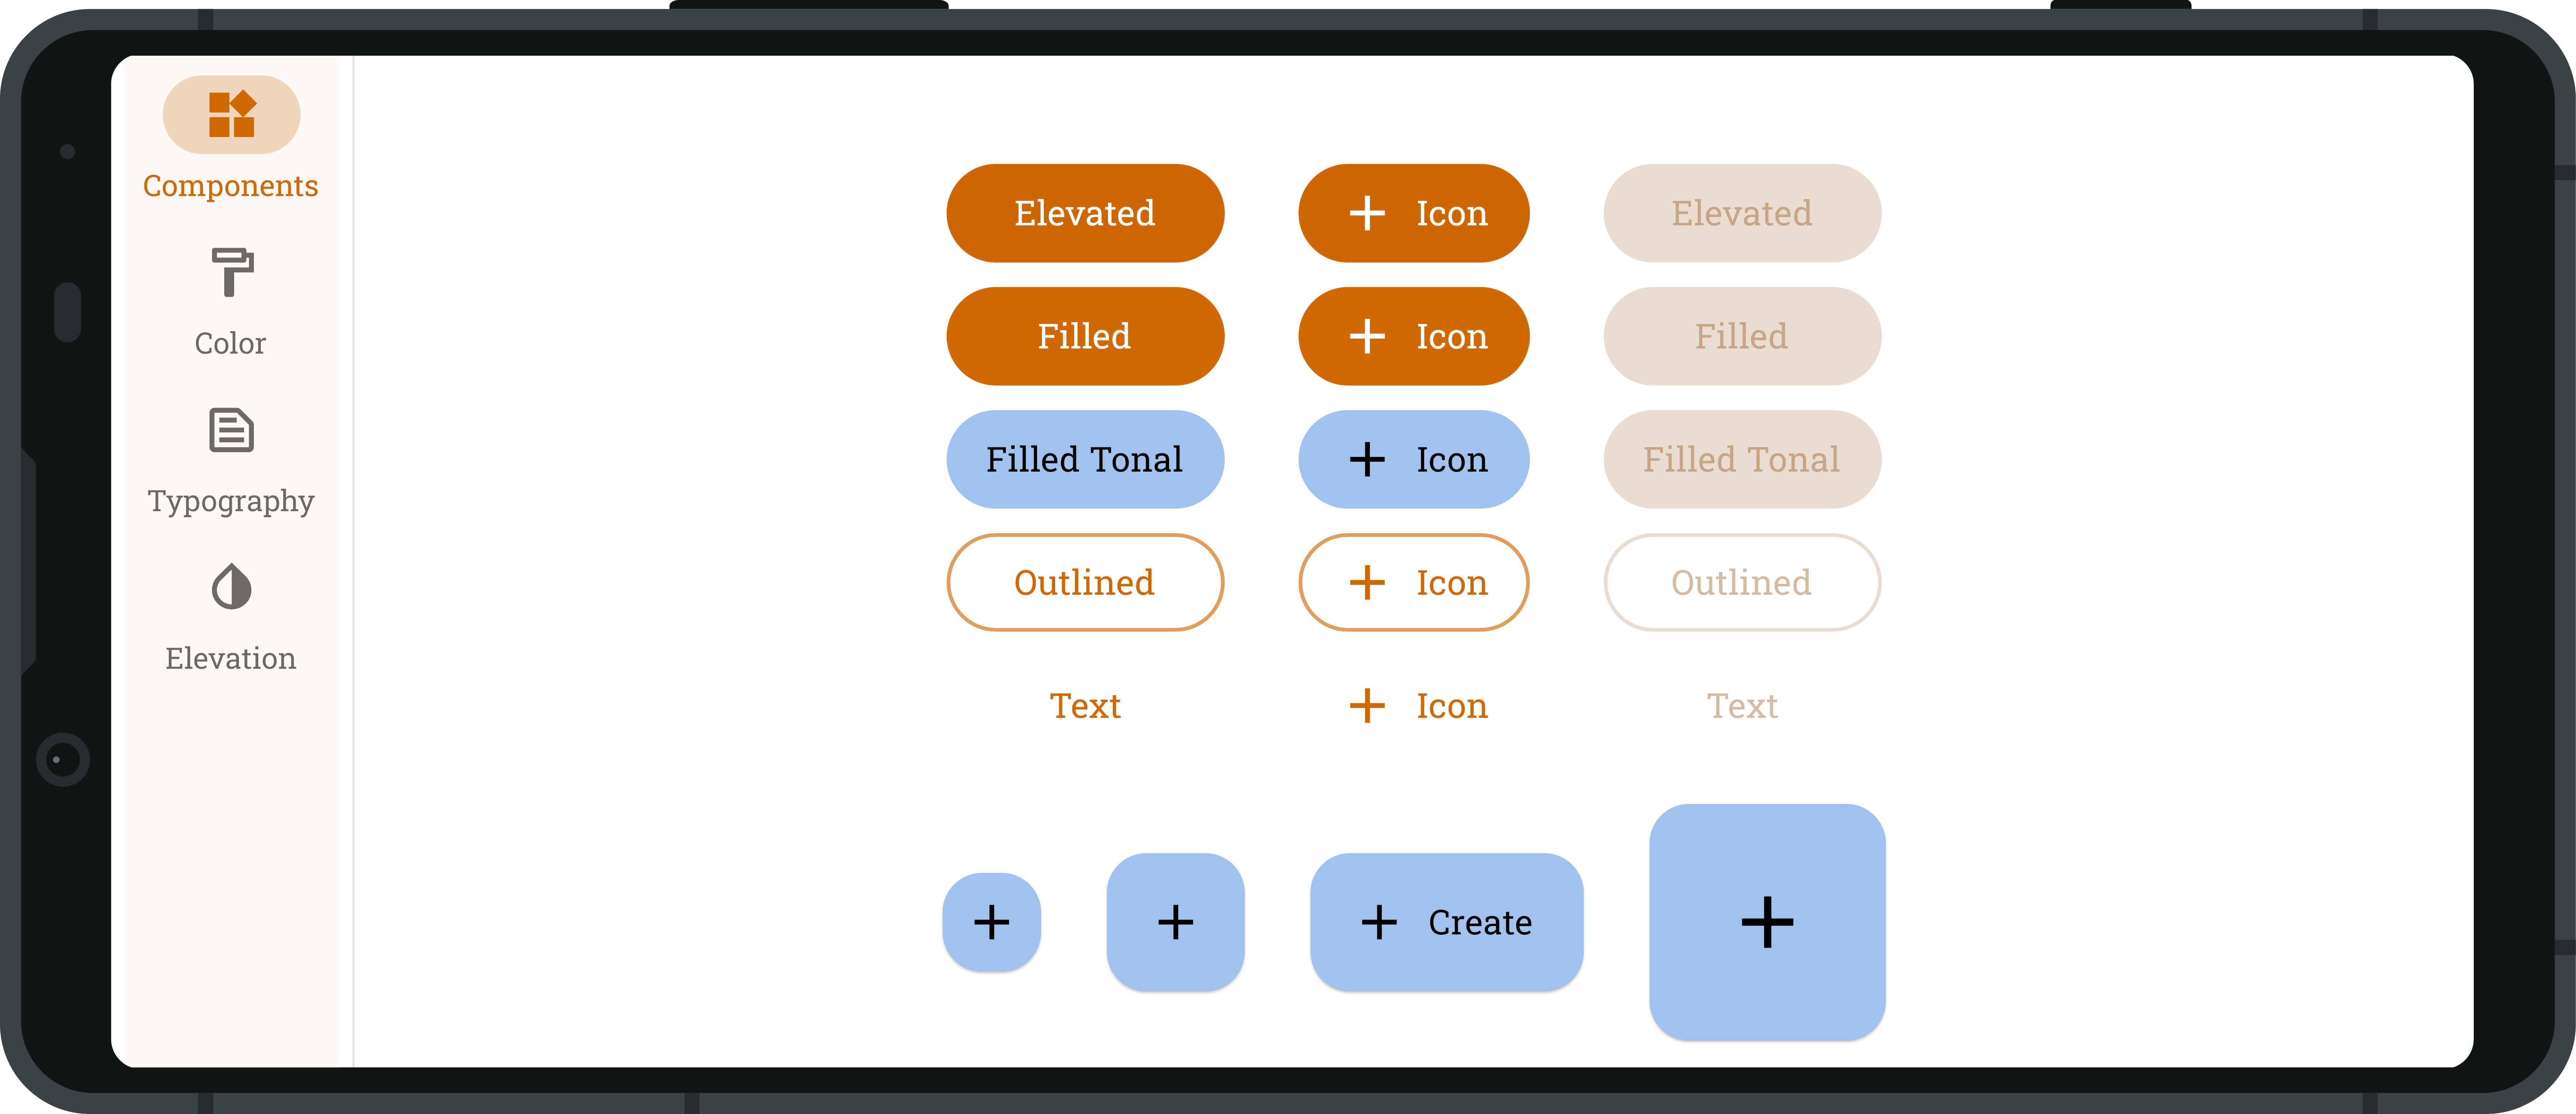 Components
Color
Typography
Elevation
Elevated Icon Elevated
Filled Icon Filled
Filled Tonal Icon Filled Tonal
Outlined Icon Outlined
Text Icon Text
Create